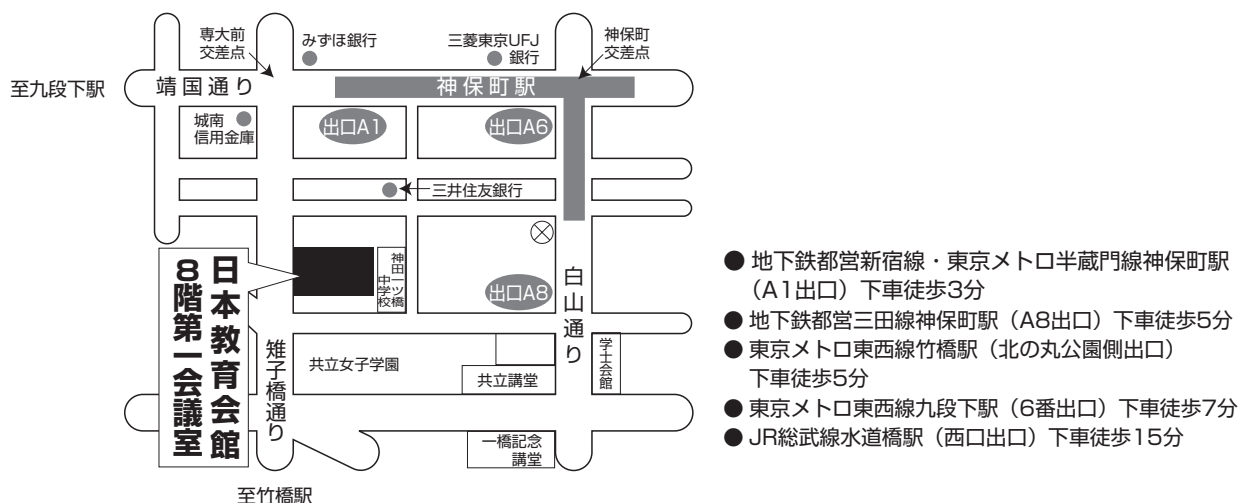 専大前
交差点
みずほ銀行
三菱東京UFJ
銀行
神保町
交差点
至九段下駅
靖国通り
神保町駅
城南
信用金庫
出口A1
出口A6
三井住友銀行
日本教育会館
8階第一会議室
神田一ツ橋
中学校
出口A8
白山通り
雉子橋通り
共立女子学園
共立講堂
学士会館
一橋記念
講堂
至竹橋駅
● 地下鉄都営新宿線・東京メトロ半蔵門線神保町駅
（A1出口）下車徒歩3分
● 地下鉄都営三田線神保町駅（A8出口）下車徒歩5分
● 東京メトロ東西線竹橋駅（北の丸公園側出口）
下車徒歩5分
● 東京メトロ東西線九段下駅（6番出口）下車徒歩7分
● JR総武線水道橋駅（西口出口）下車徒歩15分